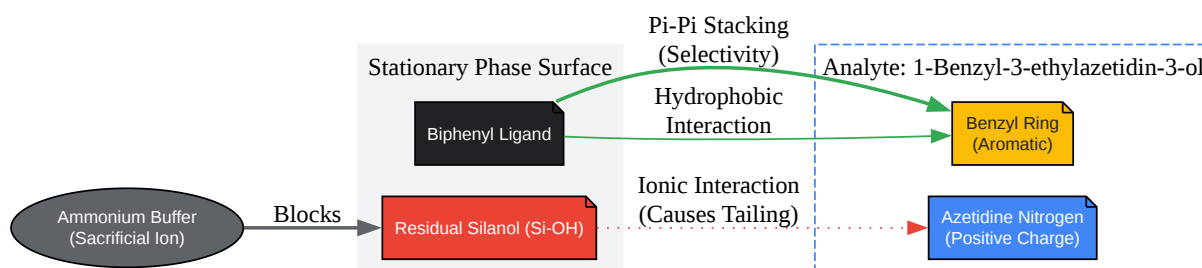 Pi-Pi Stacking
(Selectivity)
Stationary Phase Surface
Analyte: 1-Benzyl-3-ethylazetidin-3-ol
Hydrophobic
Interaction
Biphenyl Ligand
Benzyl Ring
(Aromatic)
Ionic Interaction
(Causes Tailing)
Ammonium Buffer
(Sacrificial Ion)
Blocks
Residual Silanol (Si-OH)
Azetidine Nitrogen
(Positive Charge)